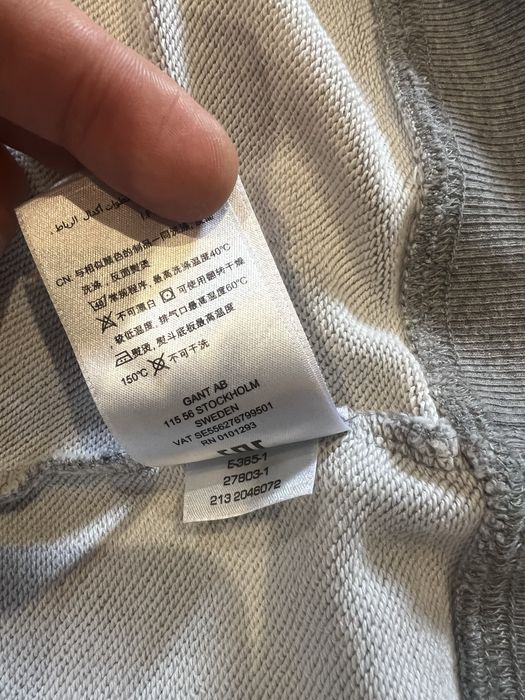 أكمال. الرباط.
CN. 与相似颜色的织物一同洗涤，
洗涤，反面熨烫
常规程序，最高洗涤温度40℃
不可漂白 可使用翻转干燥
，较低温度，排气口最高温度60℃
熨烫，熨斗底板最高温度
150℃ 不可干洗
GANT AB
115 56 STOCKHOLM
SWEDEN
VAT SE556276799501
RN 0101293
E-365-1
27803-1
213 2046072